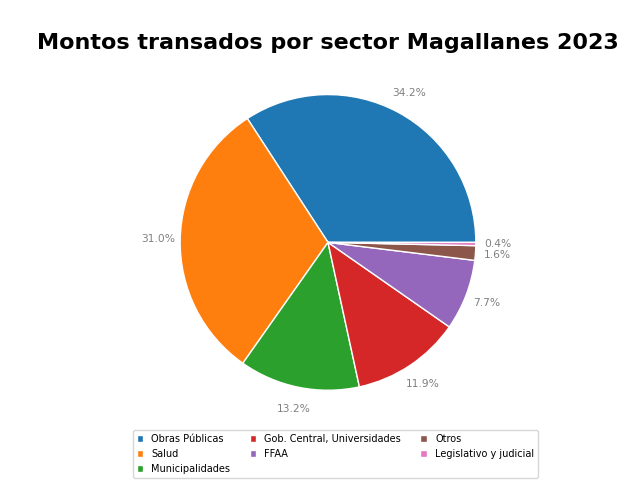 Montos transados por sector Magallanes 2023
34.2%
31.0%
0.4%
1.6%
7.7%
11.9%
13.2%
Obras Públicas
Salud
Municipalidades
Gob. Central, Universidades
FFAA
Otros
Legislativo y judicial